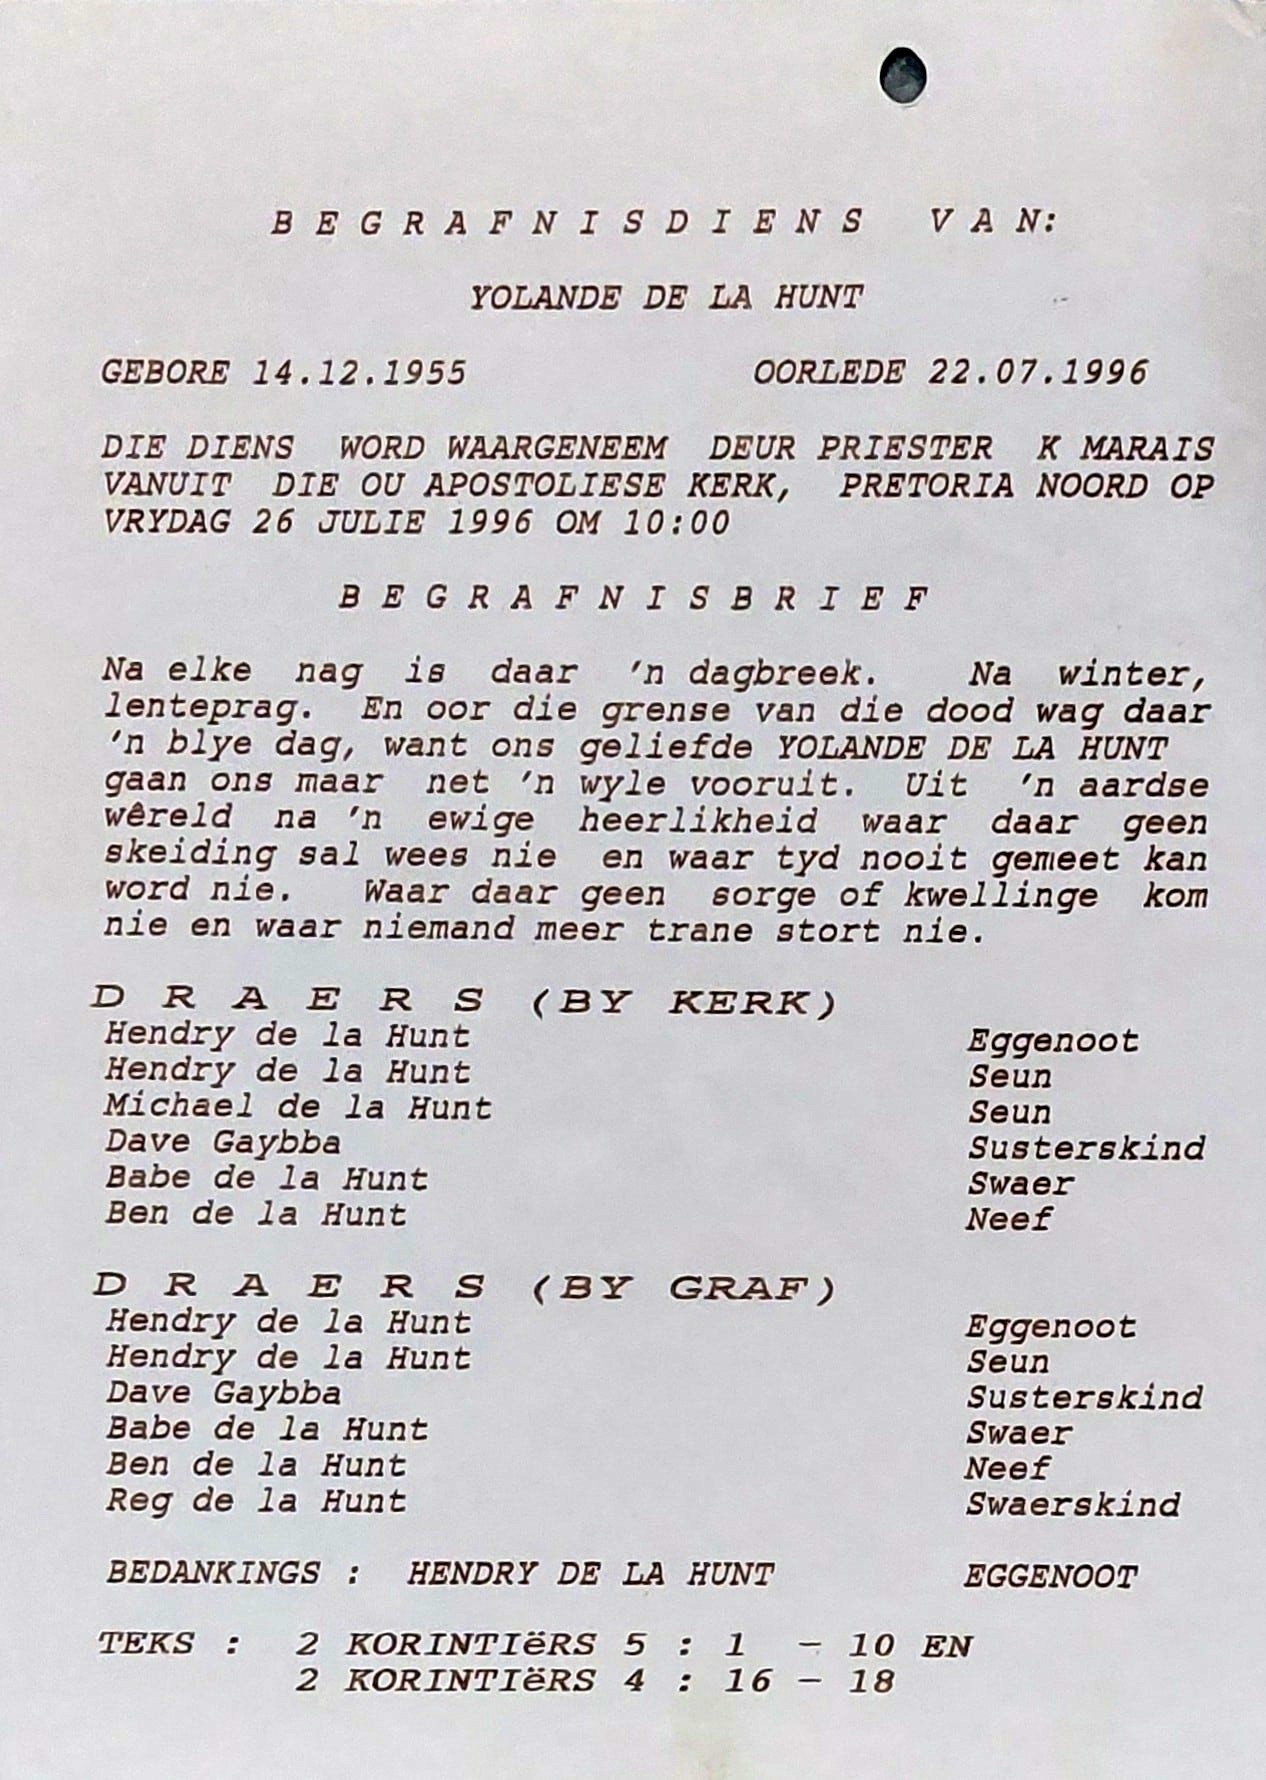 BEGRAFNISDIENS VAN:
YOLANDE DE LA HUNT
GEBORE 14.12.1955 OORLEDE 22.07.1996
DIE DIENS WORD WAARGENEEM DEUR PRIESTER K MARAIS
VANUIT DIE OU APOSTOLIESE KERK, PRETORIA NOORD OP
VRYDAG 26 JULIE 1996 OM 10:00
BEGRAFNISBRIEF
Na elke nag is daar 'n dagbreek. Na winter,
lenteprag. En oor die grense van die dood wag daar
'n blye dag, want ons geliefde YOLANDE DE LA HUNT
gaan ons maar net 'n wyle vooruit. Uit 'n aardse
wêreld na 'n ewige heerlikheid waar daar geen
skeiding sal wees nie en waar tyd nooit gemeet kan
word nie. Waar daar geen sorge of kwellinge kom
nie en waar niemand meer trane stort nie.
DRAERS (BY KERK)
Hendry de la Hunt Eggenoot
Hendry de la Hunt Seun
Michael de la Hunt Seun
Dave Gaybba Susterskind
Babe de la Hunt Swaer
Ben de la Hunt Neef
DRAERS (BY GRAF)
Hendry de la Hunt Eggenoot
Hendry de la Hunt Seun
Dave Gaybba Susterskind
Babe de la Hunt Swaer
Ben de la Hunt Neef
Reg de la Hunt Swaerskind
BEDANKINGS : HENDRY DE LA HUNT EGGENOOT
TEKS : 2 KORINTIëRS 5 : 1 - 10 EN
2 KORINTIëRS 4 : 16 - 18